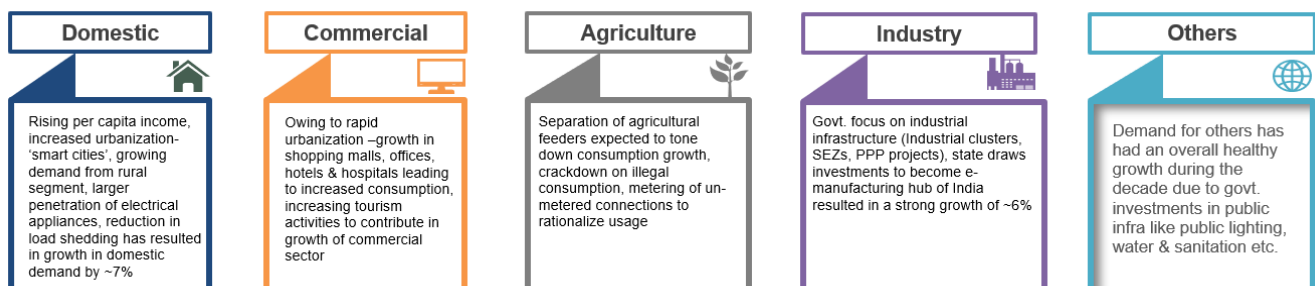 Domestic
Rising per capita income,
increased urbanization-
‘smart cities’, growing
demand from rural
segment, larger
penetration of electrical
appliances, reduction in
load shedding has resulted
in growth in domestic
demand by ~7%
Commercial
Owing to rapid
urbanization –growth in
shopping malls, offices,
hotels & hospitals leading
to increased consumption,
increasing tourism
activities to contribute in
growth of commercial
sector
Agriculture
Separation of agricultural
feeders expected to tone
down consumption growth,
crackdown on illegal
consumption, metering of un-
metered connections to
rationalize usage
Industry
Govt. focus on industrial
infrastructure (Industrial clusters,
SEZs, PPP projects), state draws
investments to become e-
manufacturing hub of India
resulted in a strong growth of ~6%
Others
Demand for others has
had an overall healthy
growth during the
decade due to govt.
investments in public
infra like public lighting,
water & sanitation etc.